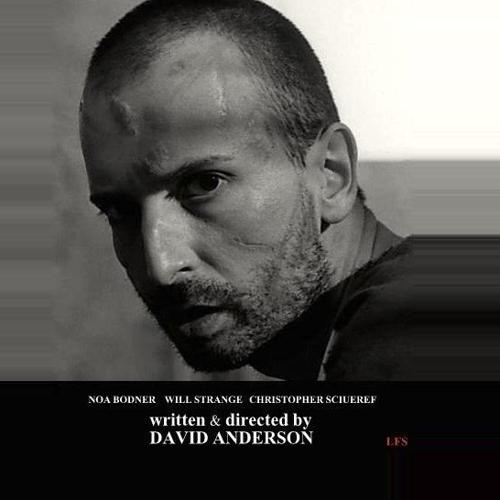 NOA BODNER WILL STRANGE CHRISTOPHER SCIUEREF
written & directed by
DAVID ANDERSON
LFS